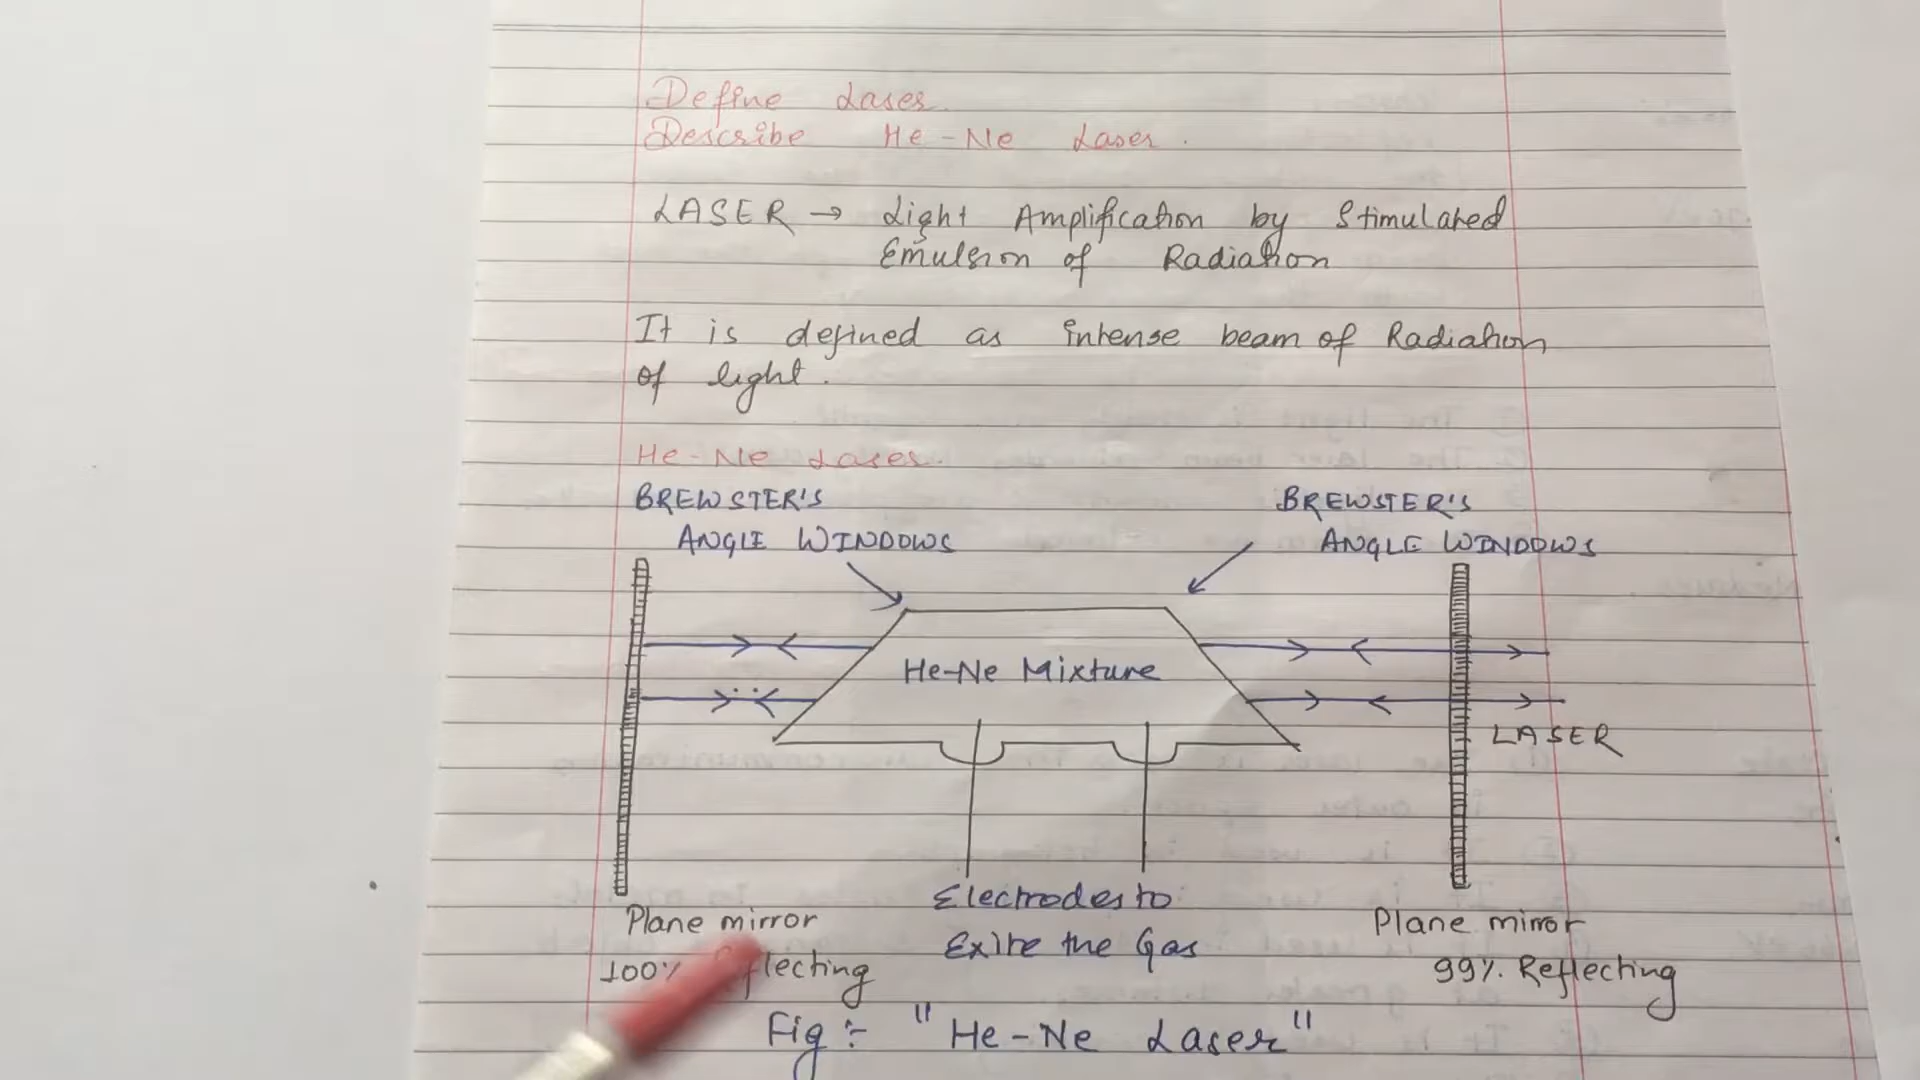 Define Laser.
Describe He-Ne Laser.
LASER → Light Amplification by Stimulated
Emulsion of Radiation
It is defined as intense beam of Radiation
of light.
He-Ne Laser.
BREWSTER'S
ANGLE WINDOWS
BREWSTER'S
ANGLE WINDOWS
He-Ne Mixture
LASER
Electrodes to
Exite the Gas
Plane mirror
100% Reflecting
Plane mirror
99%. Reflecting
Fig :- "He-Ne Laser"